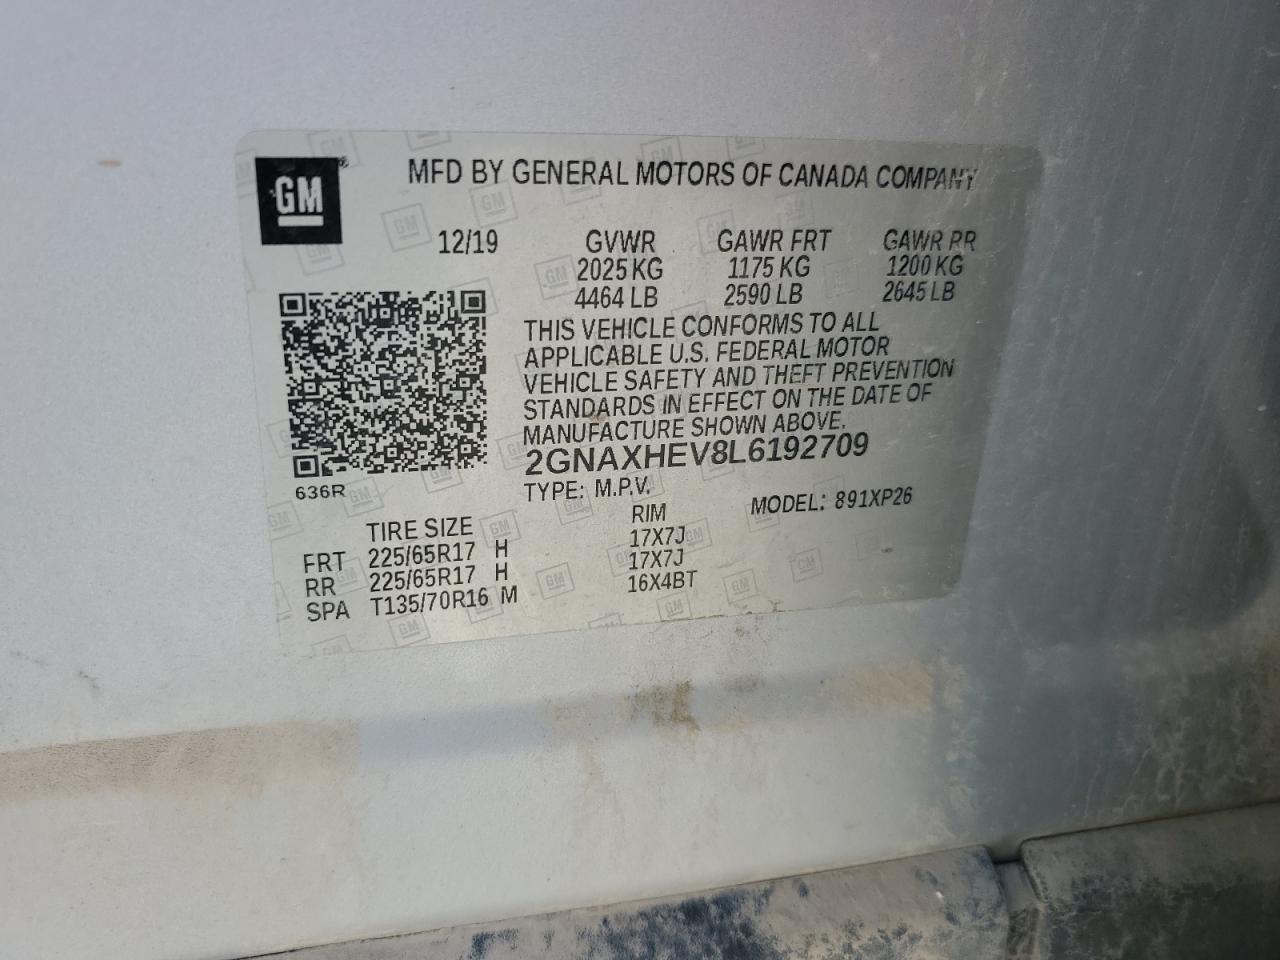 GM
MFD BY GENERAL MOTORS OF CANADA COMPANY
12/19 GVWR GAWR FRT GAWR RR
2025 KG 1175 KG 1200 KG
4464 LB 2590 LB 2645 LB
THIS VEHICLE CONFORMS TO ALL
APPLICABLE U.S. FEDERAL MOTOR
VEHICLE SAFETY AND THEFT PREVENTION
STANDARDS IN EFFECT ON THE DATE OF
MANUFACTURE SHOWN ABOVE.
2GNAXHEV8L6192709
636R
TYPE: M.P.V. MODEL: 891XP26
TIRE SIZE RIM
FRT 225/65R17 H 17X7J
RR 225/65R17 H 17X7J
SPA T135/70R16 M 16X4BT